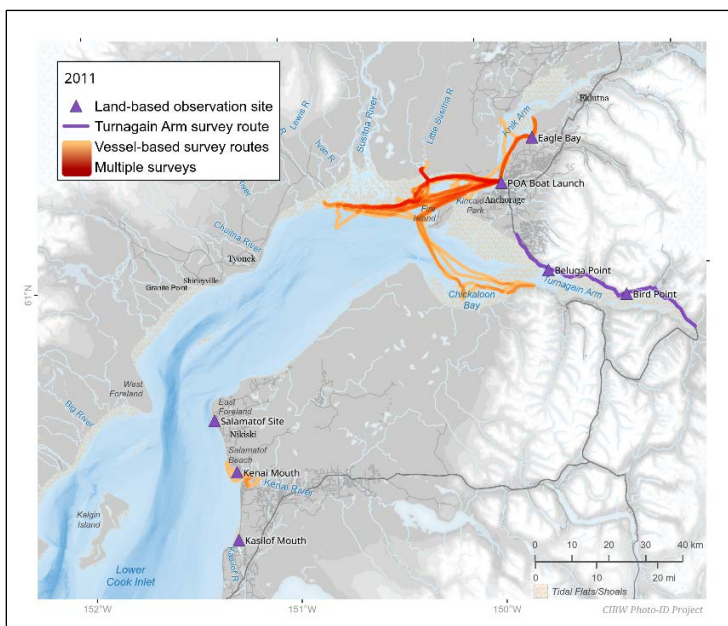 2011
Land-based observation site
Turnagain Arm survey route
Vessel-based survey routes
Multiple surveys
Lewis R
Ivan R
Susitna River
Little Susitna R
Knik Arm
Eklutna
Eagle Bay
POA Boat Launch
Anchorage
Kincaid
Park
Fire
Island
River
Chuitna River
Tyonek
Shirleyville
Granite Point
Beluga Point
Turnagain Arm
Bird Point
Chickaloon
Bay
61°N
West
Foreland
Big River
East
Foreland
Salamatof Site
Nikiski
Salamatof
Beach
Kenai Mouth
Kenai River
Kalgin
Island
Kasilof Mouth
Kasilof R
Lower
Cook Inlet
0 10 20 30 40 km
0 10 20 mi
Tidal Flats/Shoals
CIBW Photo-ID Project
152°W
151°W
150°W